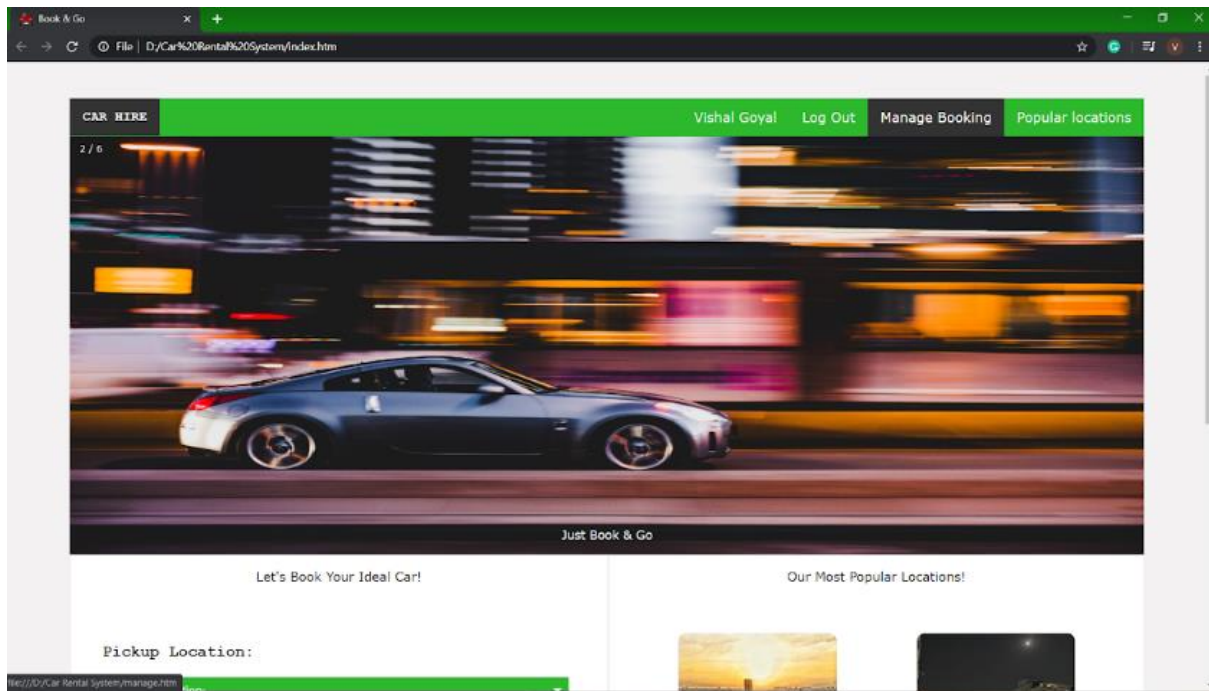 Book & Go
File | D:/Car%20Rental%20System/index.htm
V
CAR HIRE
Vishal Goyal Log Out Manage Booking Popular locations
2 / 6
Just Book & Go
Let's Book Your Ideal Car!
Our Most Popular Locations!
Pickup Location:
file:///D:/Car Rental System/manage.htm